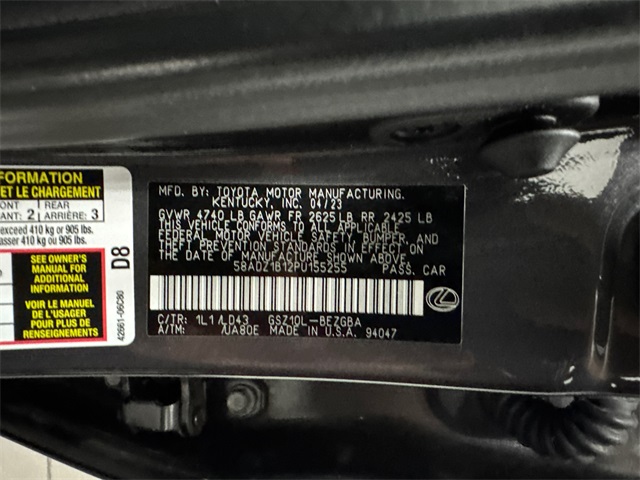 FORMATION
ET LE CHARGEMENT
ONT 2 REAR
ANT: ARRIÈRE: 3
exceed 410 kg or 905 lbs.
asser 410 kg ou 905 lb.
SEE OWNER'S
MANUAL FOR
ADDITIONAL
INFORMATION
VOIR LE MANUEL
DE L'USAGER
POUR PLUS DE
RENSEIGNEMENTS
D8
42661-06C80
MFD. BY: TOYOTA MOTOR MANUFACTURING,
KENTUCKY, INC. 04/23
GVWR 4740 LB GAWR FR 2625 LB RR 2425 LB
THIS VEHICLE CONFORMS TO ALL APPLICABLE
FEDERAL MOTOR VEHICLE SAFETY, BUMPER, AND
THEFT PREVENTION STANDARDS IN EFFECT ON
THE DATE OF MANUFACTURE SHOWN ABOVE.
58ADZ1B12PU155255 PASS. CAR
C/TR: 1L1/LD43 GSZ10L-BEZGBA
A/TM: /UA80E MADE IN U.S.A. 94047